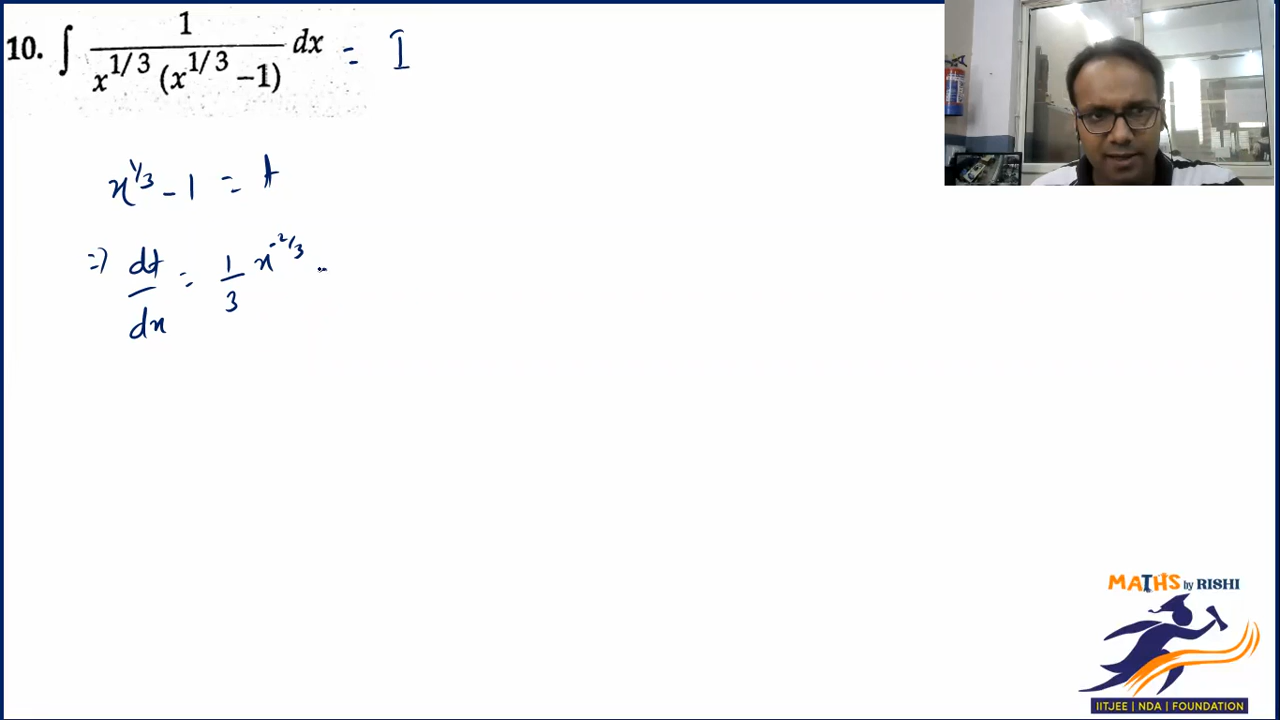 10. ∫ 1 / (x^{1/3} (x^{1/3} − 1)) dx = I
x^{1/3} − 1 = t
⇒ dt/dx = 1/3 x^{-2/3}
MATHS by RISHI
IITJEE | NDA | FOUNDATION